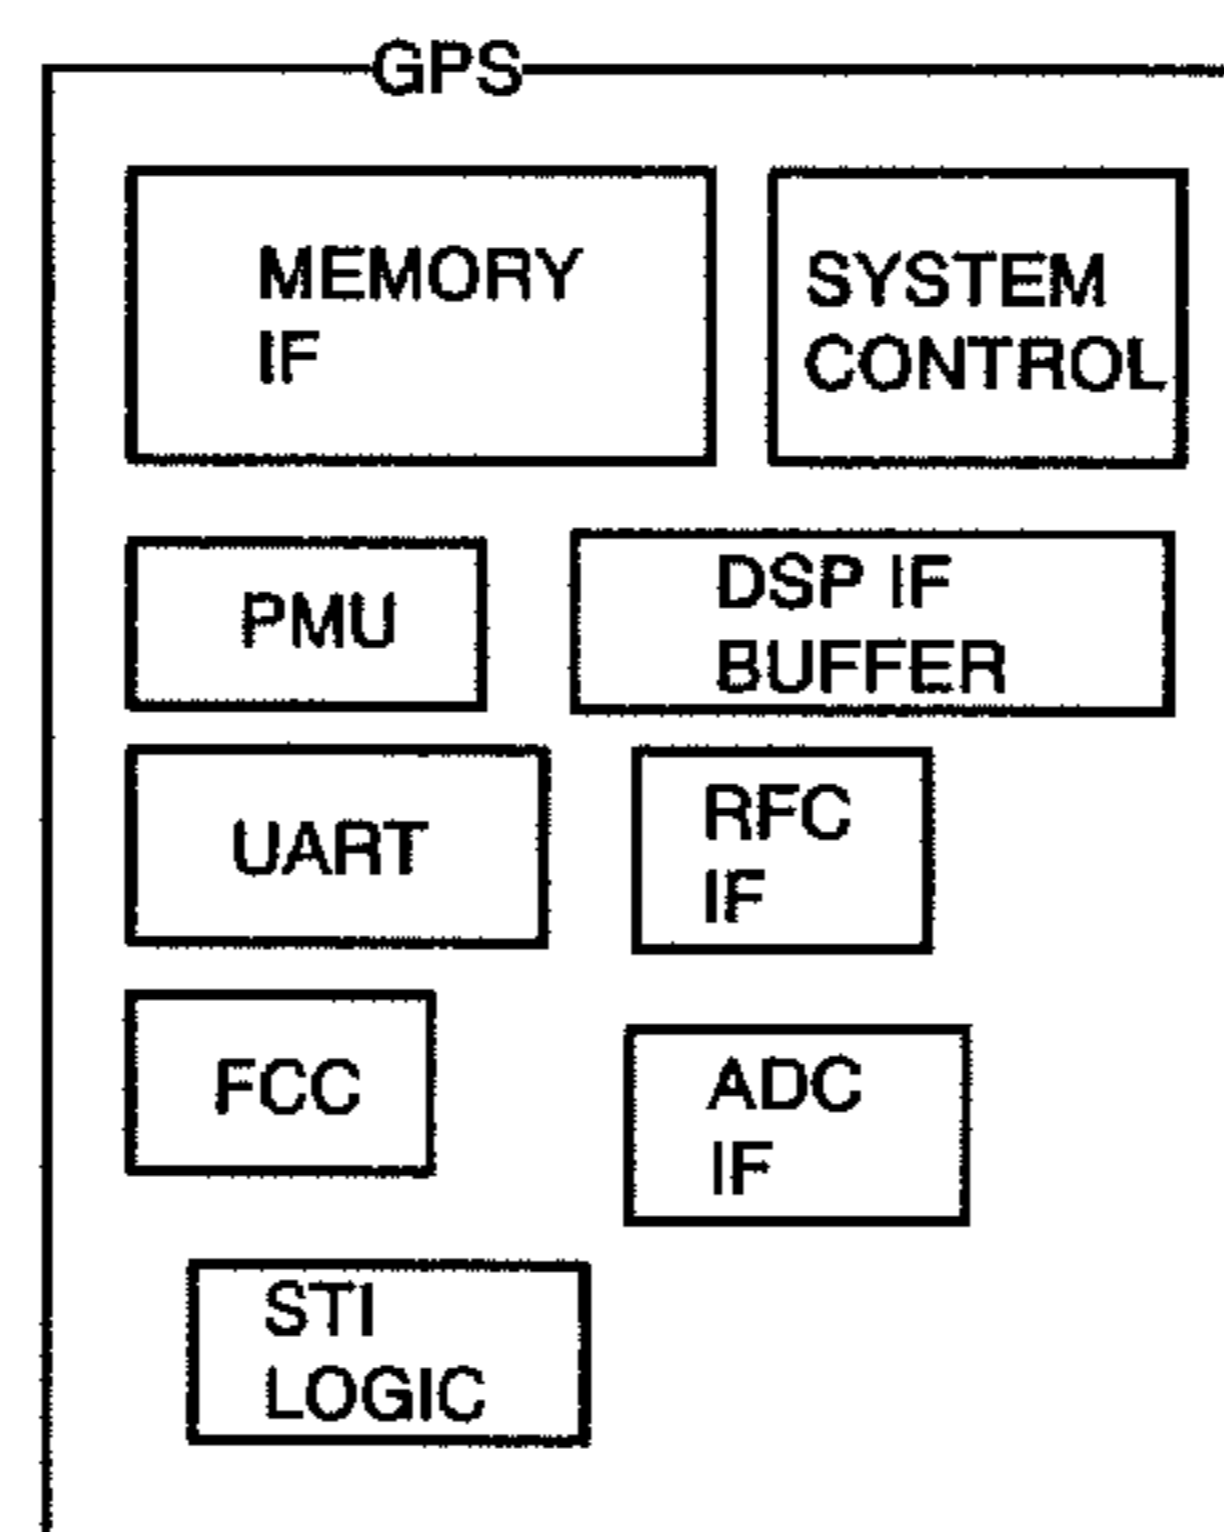 GPS
MEMORY
IF
SYSTEM
CONTROL
PMU
DSP IF
BUFFER
UART
RFC
IF
FCC
ADC
IF
STI
LOGIC